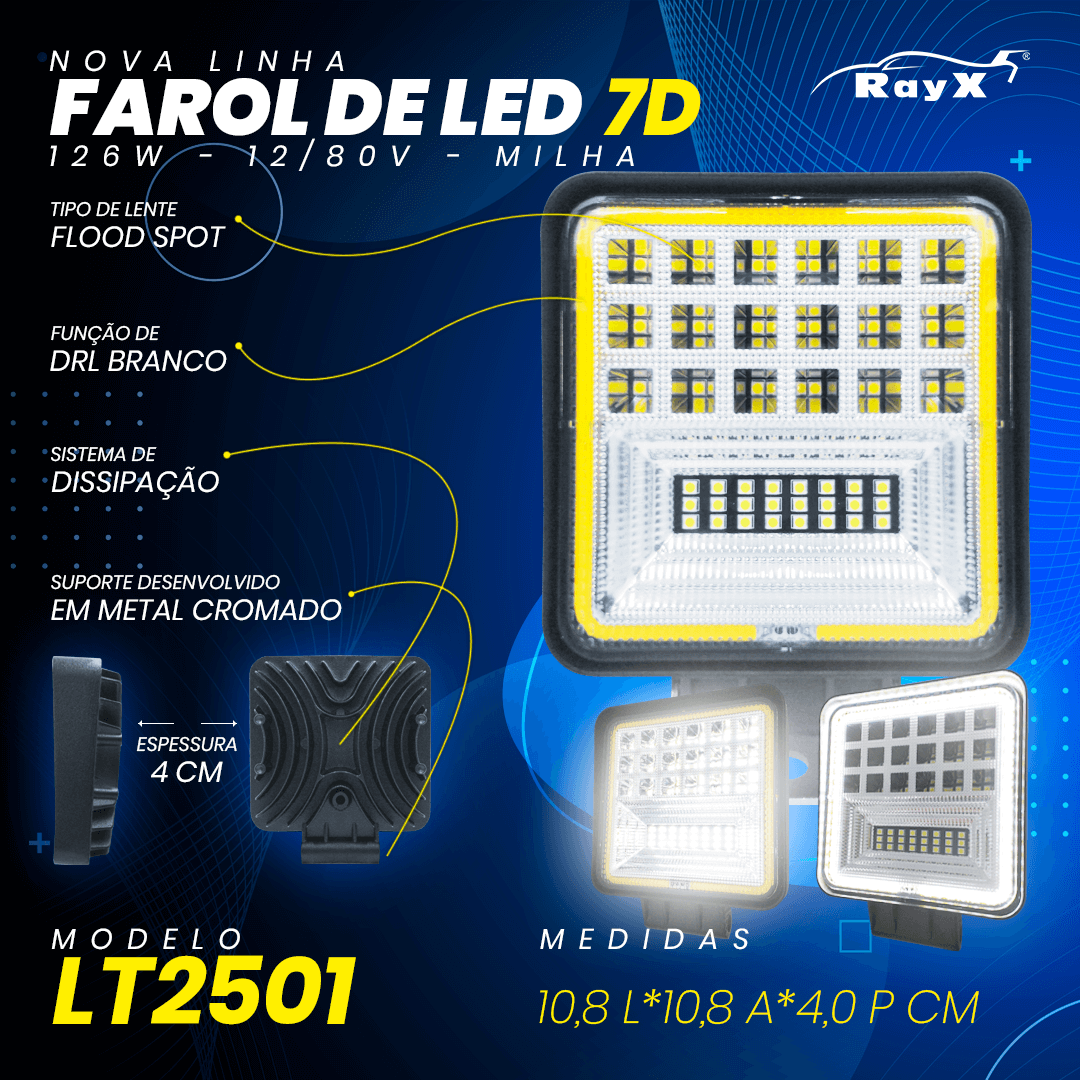 NOVA LINHA
FAROL DE LED 7D
126W - 12/80V - MILHA
RayX®
TIPO DE LENTE
FLOOD SPOT
FUNÇÃO DE
DRL BRANCO
SISTEMA DE
DISSIPAÇÃO
SUPORTE DESENVOLVIDO
EM METAL CROMADO
ESPESSURA
4 CM
MODELO
LT2501
MEDIDAS
10,8 L*10,8 A*4,0 P CM